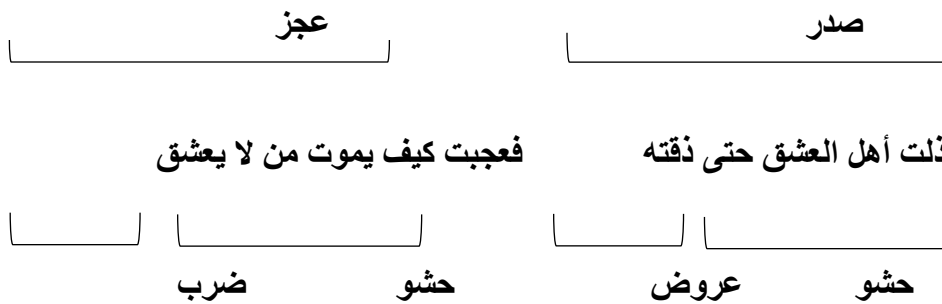 صدر عجز
ذلت أهل العشق حتى ذقته فعجبت كيف يموت من لا يعشق
حشو عروض حشو ضرب